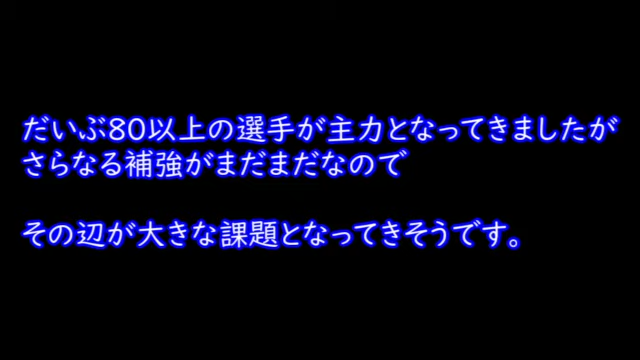 だいぶ80以上の選手が主力となってきましたが
さらなる補強がまだまだなので
その辺が大きな課題となってきそうです。